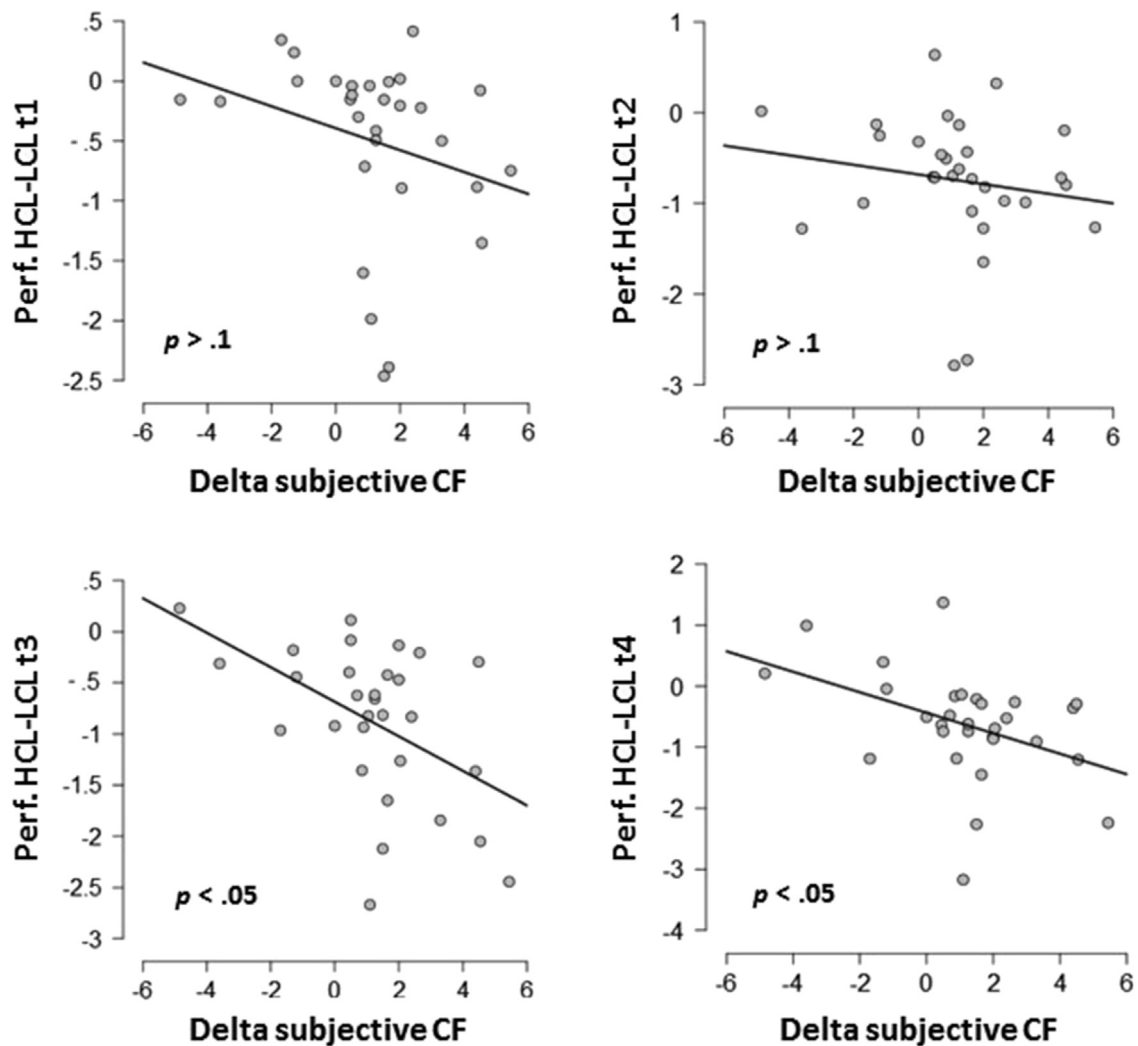 Perf. HCL-LCL t1
.5
0
-.5
-1
-1.5
-2
-2.5
p > .1
-6 -4 -2 0 2 4 6
Delta subjective CF
Perf. HCL-LCL t2
1
0
-1
-2
-3
p > .1
-6 -4 -2 0 2 4 6
Delta subjective CF
Perf. HCL-LCL t3
.5
0
-.5
-1
-1.5
-2
-2.5
-3
p < .05
-6 -4 -2 0 2 4 6
Delta subjective CF
Perf. HCL-LCL t4
2
1
0
-1
-2
-3
-4
p < .05
-6 -4 -2 0 2 4 6
Delta subjective CF